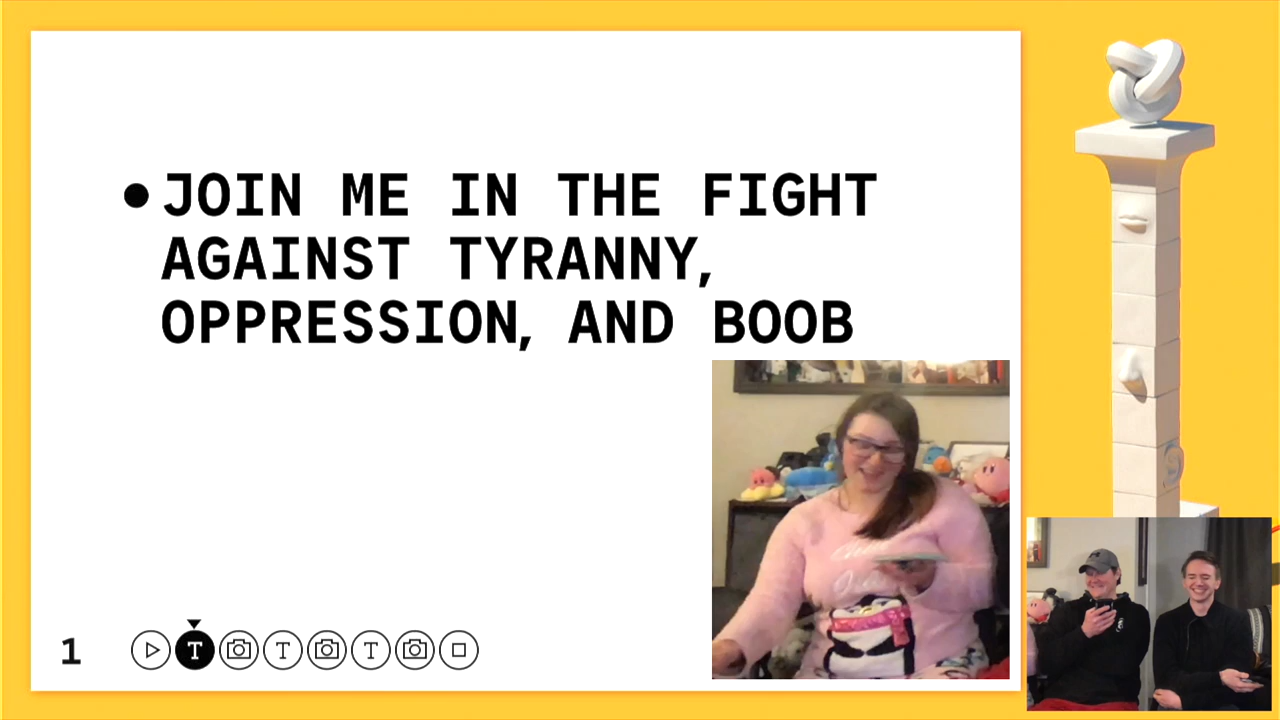 • JOIN ME IN THE FIGHT
AGAINST TYRANNY,
OPPRESSION, AND BOOB
1
T T T